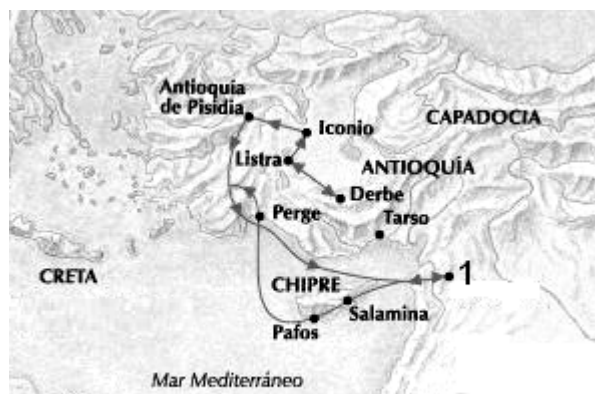 Antioquía
de Pisidia
Iconio
CAPADOCIA
Listra
ANTIOQUÍA
Derbe
Perge
Tarso
CRETA
CHIPRE
1
Salamina
Pafos
Mar Mediterráneo